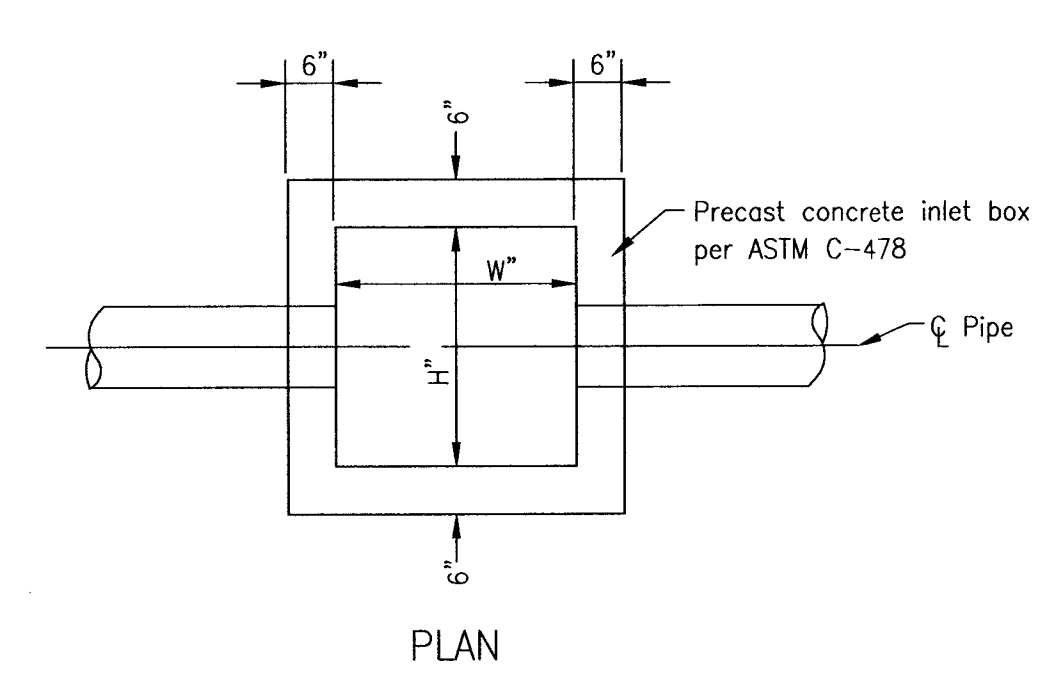 6”
6”
6”
Precast concrete inlet box
per ASTM C-478
W”
H”
℄ Pipe
6”
PLAN